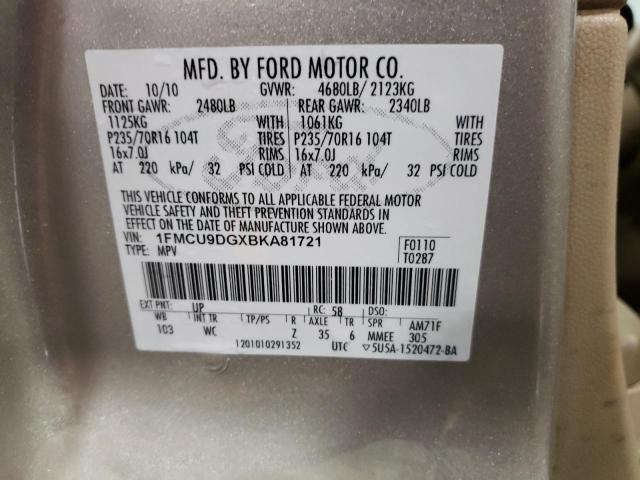 MFD. BY FORD MOTOR CO.
DATE: 10/10 GVWR: 4680LB/ 2123KG
FRONT GAWR: 2480LB REAR GAWR: 2340LB
1125KG WITH 1061KG WITH
P235/70R16 104T TIRES P235/70R16 104T TIRES
16x7.0J RIMS 16x7.0J RIMS
AT 220 kPa/ 32 PSI COLD AT 220 kPa/ 32 PSI COLD
THIS VEHICLE CONFORMS TO ALL APPLICABLE FEDERAL MOTOR
VEHICLE SAFETY AND THEFT PREVENTION STANDARDS IN
EFFECT ON THE DATE OF MANUFACTURE SHOWN ABOVE.
VIN: 1FMCU9DGXBKA81721 F0110
TYPE: MPV T0287
EXT PNT: UP RC: 58 DSO:
WB INT TR TP/PS R AXLE TR SPR AM71F
103 WC Z 35 6 MMEE 305
1201010291352 UTC ▽5U5A-1520472-BA